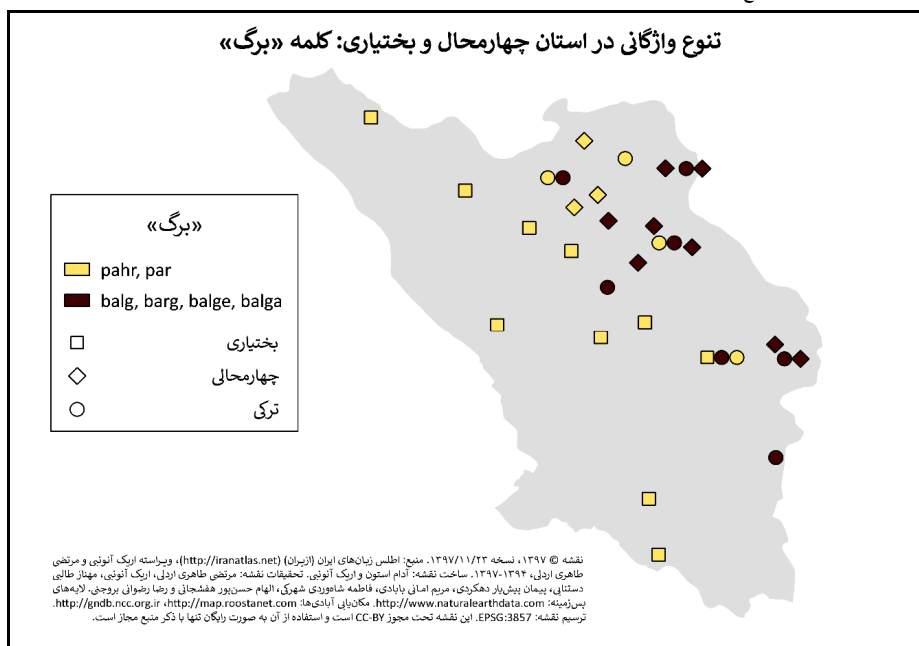 تنوع واژگانی در استان چهارمحال و بختیاری: کلمه «برگ»
«برگ»
pahr, par
balg, barg, balge, balga
بختیاری
چهارمحالی
ترکی
نقشه © ۱۳۹۷، نسخه ۱۳۹۷/۱۱/۲۳. منبع: اطلس زبان‌های ایران (ازیران) (http://iranatlas.net)، ویراسته اریک آنونبی و مرتضی
طاهری اردلی، ۱۳۹۴-۱۳۹۷. ساخت نقشه: آدام استون و اریک آنونبی. تحقیقات نقشه: مرتضی طاهری اردلی، اریک آنونبی، مهناز طالبی
دستنایی، پیمان پیش‌یار دهکردی، مریم امانی بابادی، فاطمه شاه‌وردی شهرکی، الهام حسن‌پور هفشجانی و رضا رضوانی بروجنی. لایه‌های
پس‌زمینه: http://www.naturalearthdata.com. مکان‌یابی آبادی‌ها: http://map.roostanet.com، http://gndb.ncc.org.ir.
ترسیم نقشه: EPSG:3857. این نقشه تحت مجوز CC-BY است و استفاده از آن به صورت رایگان تنها با ذکر منبع مجاز است.